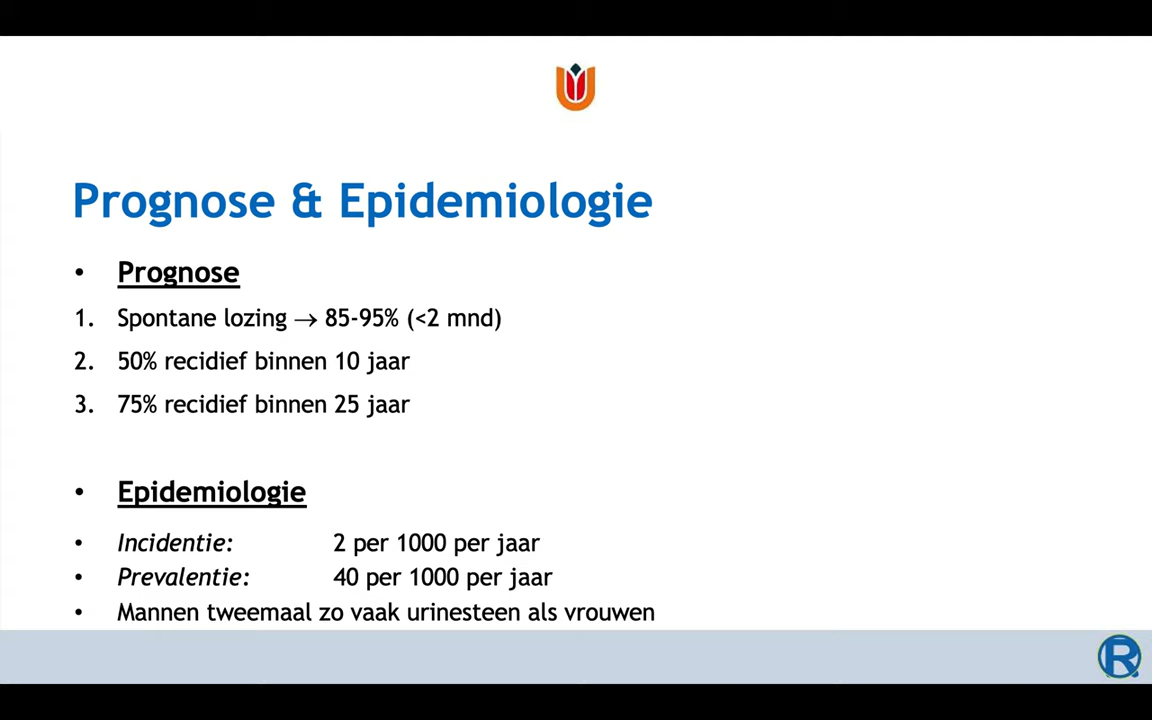 Prognose & Epidemiologie
• Prognose
1. Spontane lozing → 85-95% (<2 mnd)
2. 50% recidief binnen 10 jaar
3. 75% recidief binnen 25 jaar
• Epidemiologie
• Incidentie: 2 per 1000 per jaar
• Prevalentie: 40 per 1000 per jaar
• Mannen tweemaal zo vaak urinesteen als vrouwen
R